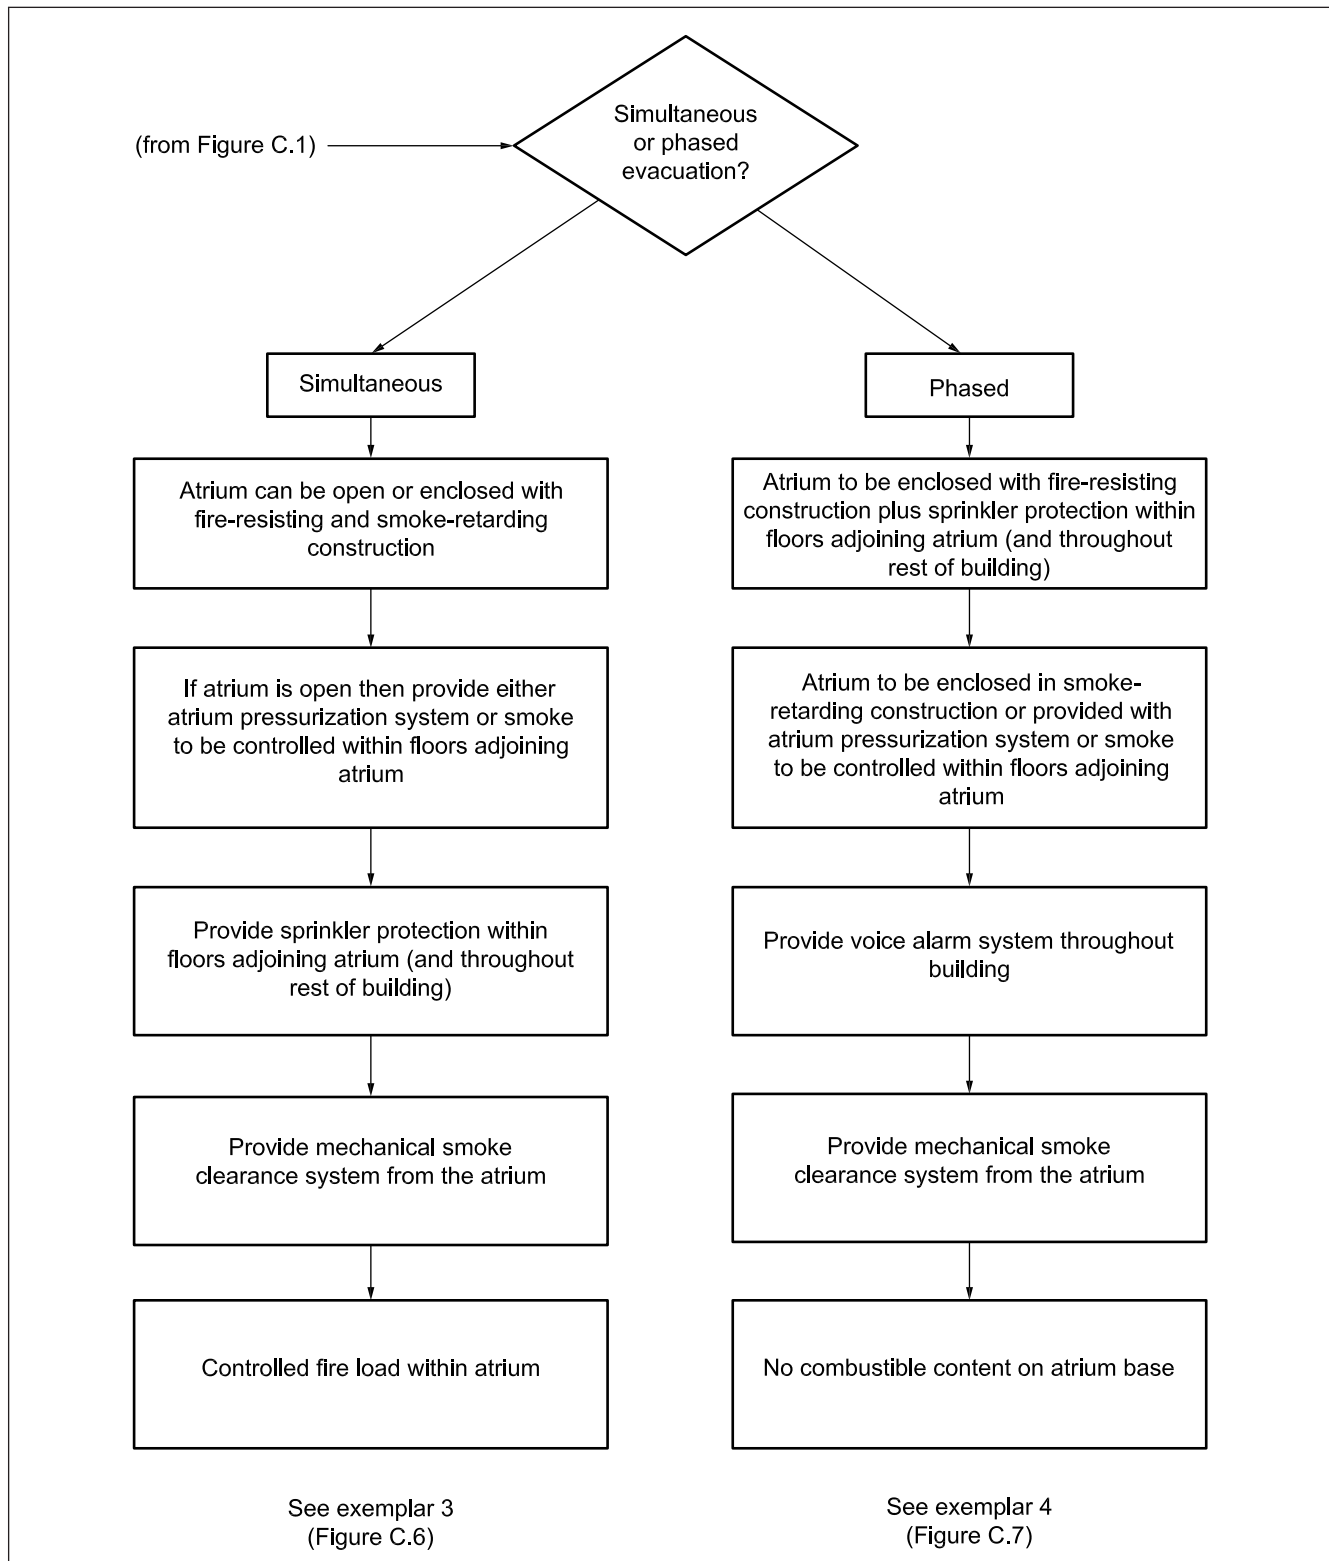 Simultaneous
or phased
evacuation?
(from Figure C.1)
Simultaneous
Atrium can be open or enclosed with
fire-resisting and smoke-retarding
construction
If atrium is open then provide either
atrium pressurization system or smoke
to be controlled within floors adjoining
atrium
Provide sprinkler protection within
floors adjoining atrium (and throughout
rest of building)
Provide mechanical smoke
clearance system from the atrium
Controlled fire load within atrium
See exemplar 3
(Figure C.6)
Phased
Atrium to be enclosed with fire-resisting
construction plus sprinkler protection within
floors adjoining atrium (and throughout
rest of building)
Atrium to be enclosed in smoke-
retarding construction or provided with
atrium pressurization system or smoke
to be controlled within floors adjoining
atrium
Provide voice alarm system throughout
building
Provide mechanical smoke
clearance system from the atrium
No combustible content on atrium base
See exemplar 4
(Figure C.7)